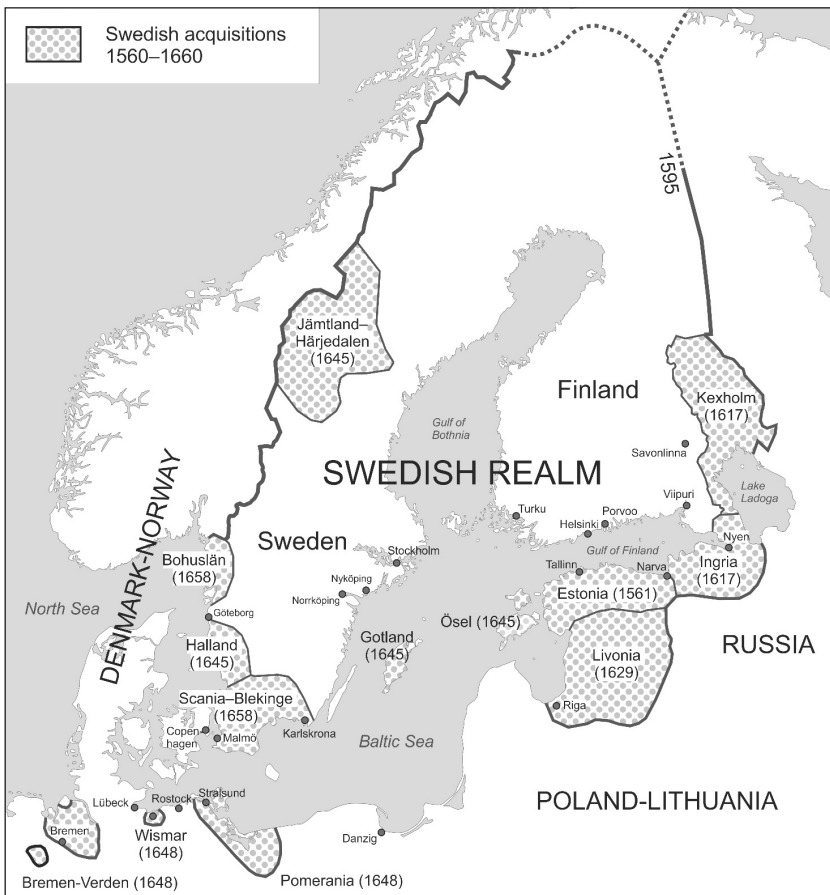 Swedish acquisitions
1560–1660
1595
Jämtland–
Härjedalen
(1645)
Finland
Kexholm
(1617)
Gulf of
Bothnia
Savonlinna
SWEDISH REALM
Lake
Ladoga
Viipuri
Turku
Porvoo
Helsinki
Nyen
Sweden
Gulf of Finland
Stockholm
Ingria
(1617)
Bohuslän
(1658)
DENMARK-NORWAY
Tallinn
Narva
Nyköping
Norrköping
Estonia (1561)
North Sea
Göteborg
Ösel (1645)
Gotland
(1645)
Halland
(1645)
RUSSIA
Livonia
(1629)
Scania–Blekinge
(1658)
Riga
Copen-
hagen
Malmö
Karlskrona
Baltic Sea
Stralsund
Rostock
Lübeck
POLAND-LITHUANIA
Bremen
Wismar
(1648)
Danzig
Bremen-Verden (1648)
Pomerania (1648)